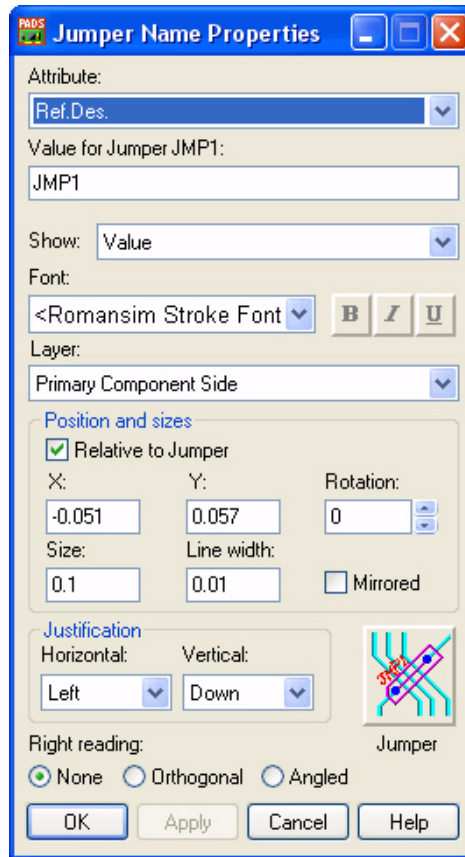 PADS Jumper Name Properties
Attribute:
Ref.Des.
Value for Jumper JMP1:
JMP1
Show: Value
Font:
<Romansim Stroke Font B I U
Layer:
Primary Component Side
Position and sizes
Relative to Jumper
X: Y: Rotation:
-0.051 0.057 0
Size: Line width:
0.1 0.01 Mirrored
Justification
Horizontal: Vertical:
Left Down JMP1
Right reading: Jumper
None Orthogonal Angled
OK Apply Cancel Help